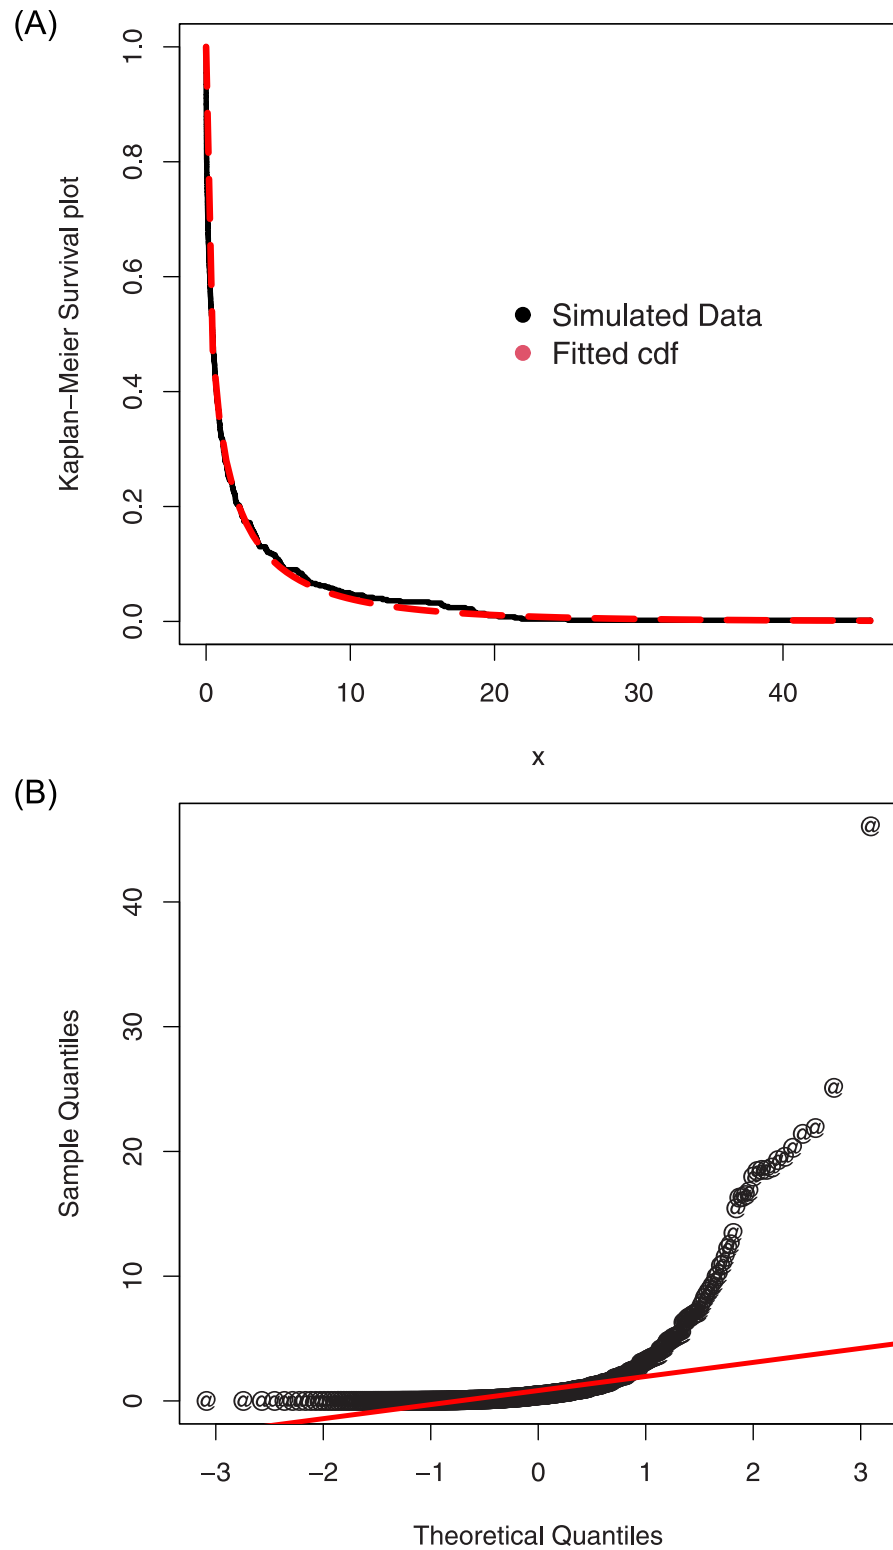 (A)
Kaplan−Meier Survival plot
1.0
0.8
0.6
0.4
0.2
0.0
Simulated Data
Fitted cdf
0 10 20 30 40
x
(B)
Sample Quantiles
40
30
20
10
0
−3 −2 −1 0 1 2 3
Theoretical Quantiles